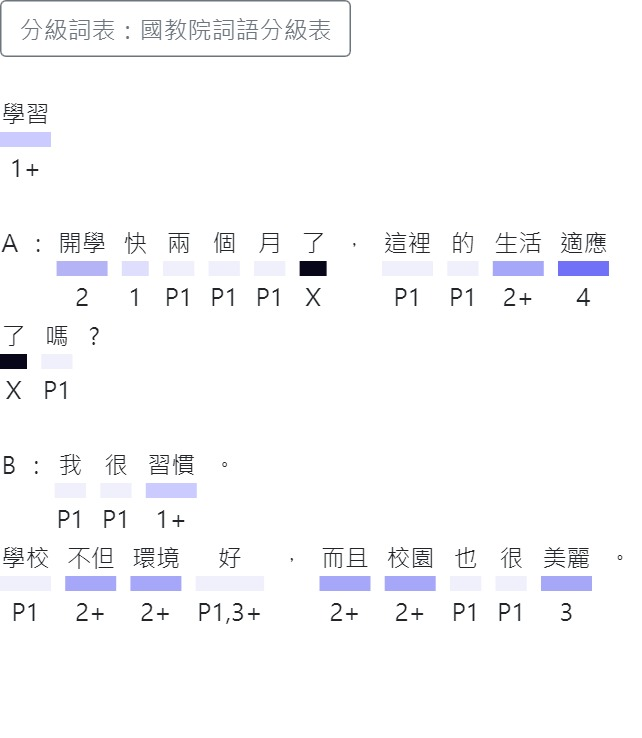 分級詞表：國教院詞語分級表
學習
1+
A ： 開學 快 兩 個 月 了 ， 這裡 的 生活 適應
2 1 P1 P1 P1 X P1 P1 2+ 4
了 嗎 ？
X P1
B ： 我 很 習慣 。
P1 P1 1+
學校 不但 環境 好 ， 而且 校園 也 很 美麗 。
P1 2+ 2+ P1,3+ 2+ 2+ P1 P1 3